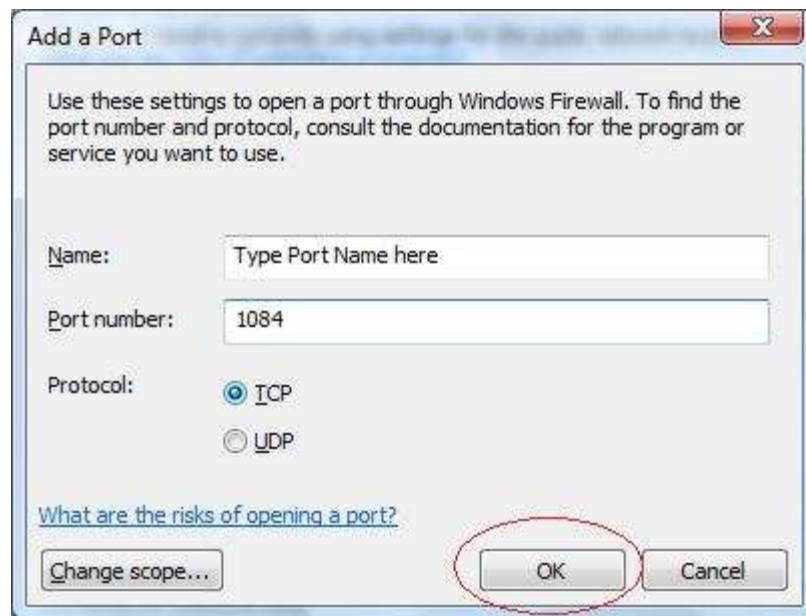 Add a Port
Use these settings to open a port through Windows Firewall. To find the
port number and protocol, consult the documentation for the program or
service you want to use.
Name:
Type Port Name here
Port number:
1084
Protocol:
TCP
UDP
What are the risks of opening a port?
Change scope...
OK
Cancel